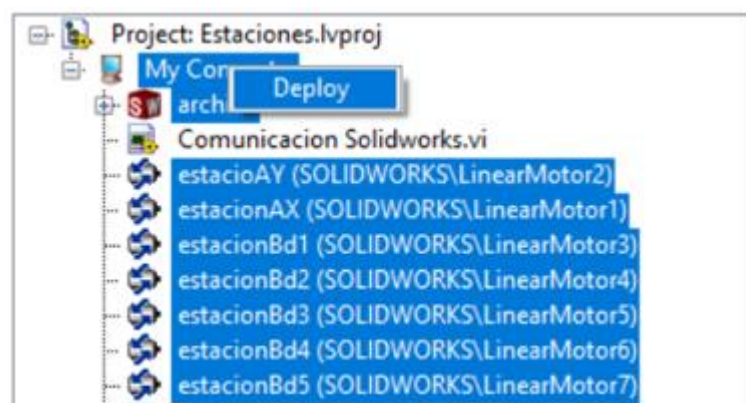 Project: Estaciones.lvproj
My Com
Deploy
arch
Comunicacion Solidworks.vi
estacioAY (SOLIDWORKS\LinearMotor2)
estacionAX (SOLIDWORKS\LinearMotor1)
estacionBd1 (SOLIDWORKS\LinearMotor3)
estacionBd2 (SOLIDWORKS\LinearMotor4)
estacionBd3 (SOLIDWORKS\LinearMotor5)
estacionBd4 (SOLIDWORKS\LinearMotor6)
estacionBd5 (SOLIDWORKS\LinearMotor7)